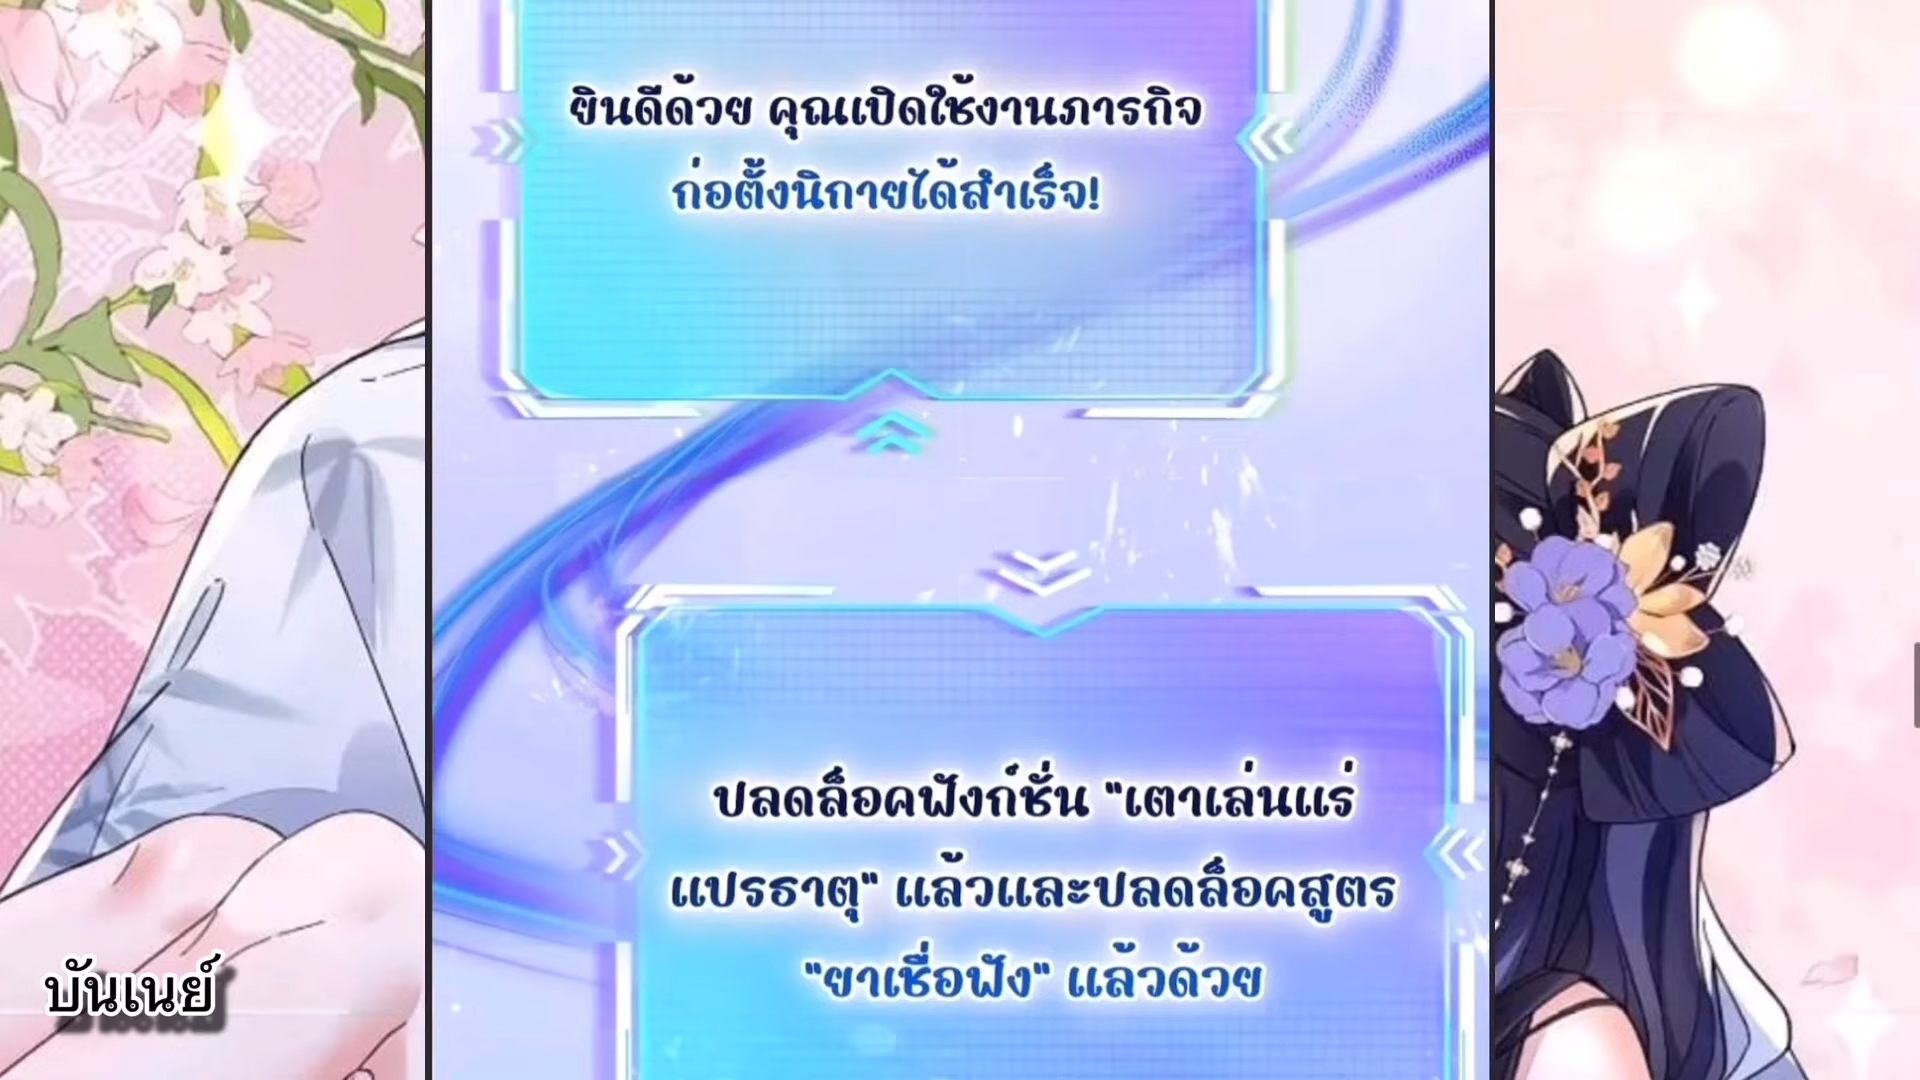 ยินดีด้วย คุณเปิดใช้งานภารกิจ
ก่อตั้งนิกายได้สำเร็จ!
ปลดล็อคฟังก์ชั่น "เตาเล่นแร่
แปรธาตุ" แล้วและปลดล็อคสูตร
"ยาเชื่อฟัง" แล้วด้วย
บันเนย์